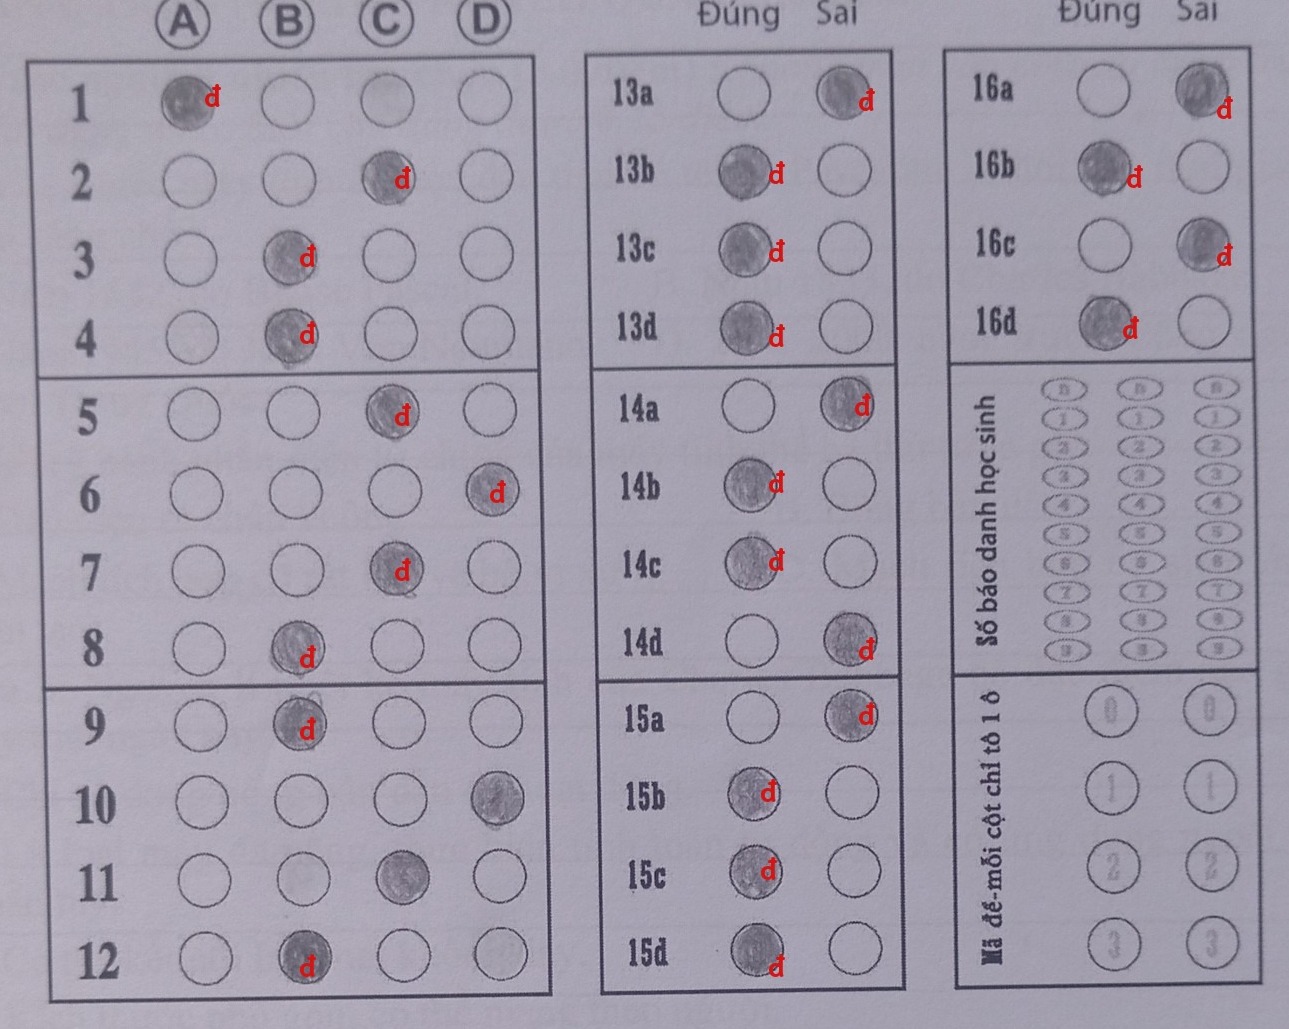 A B C D
1 đ
2 đ
3 đ
4 đ
5 đ
6 đ
7 đ
8 đ
9 đ
10
11
12 đ
Đúng Sai
13a đ
13b đ
13c đ
13d đ
14a đ
14b đ
14c đ
14d đ
15a đ
15b đ
15c đ
15d đ
Đúng Sai
16a đ
16b đ
16c đ
16d đ
Số báo danh học sinh
0 0 0
1 1 1
2 2 2
3 3 3
4 4 4
5 5 5
6 6 6
7 7 7
8 8 8
9 9 9
Mã đề-mỗi cột chỉ tô 1 ô
0 0
1 1
2 2
3 3